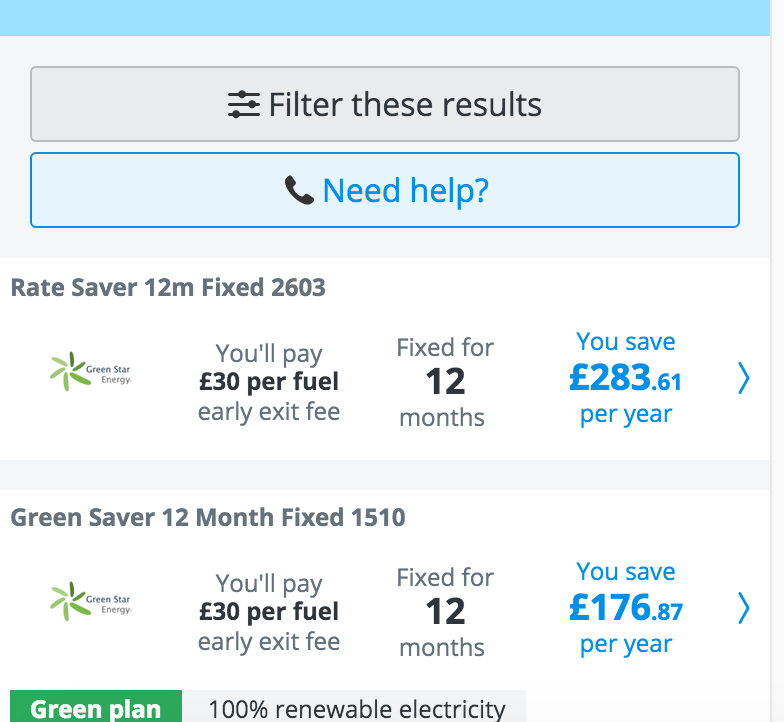 Filter these results
Need help?
Rate Saver 12m Fixed 2603
Green Star
Energy
You'll pay
£30 per fuel
early exit fee
Fixed for
12
months
You save
£283.61
per year
Green Saver 12 Month Fixed 1510
Green Star
Energy
You'll pay
£30 per fuel
early exit fee
Fixed for
12
months
You save
£176.87
per year
Green plan
100% renewable electricity